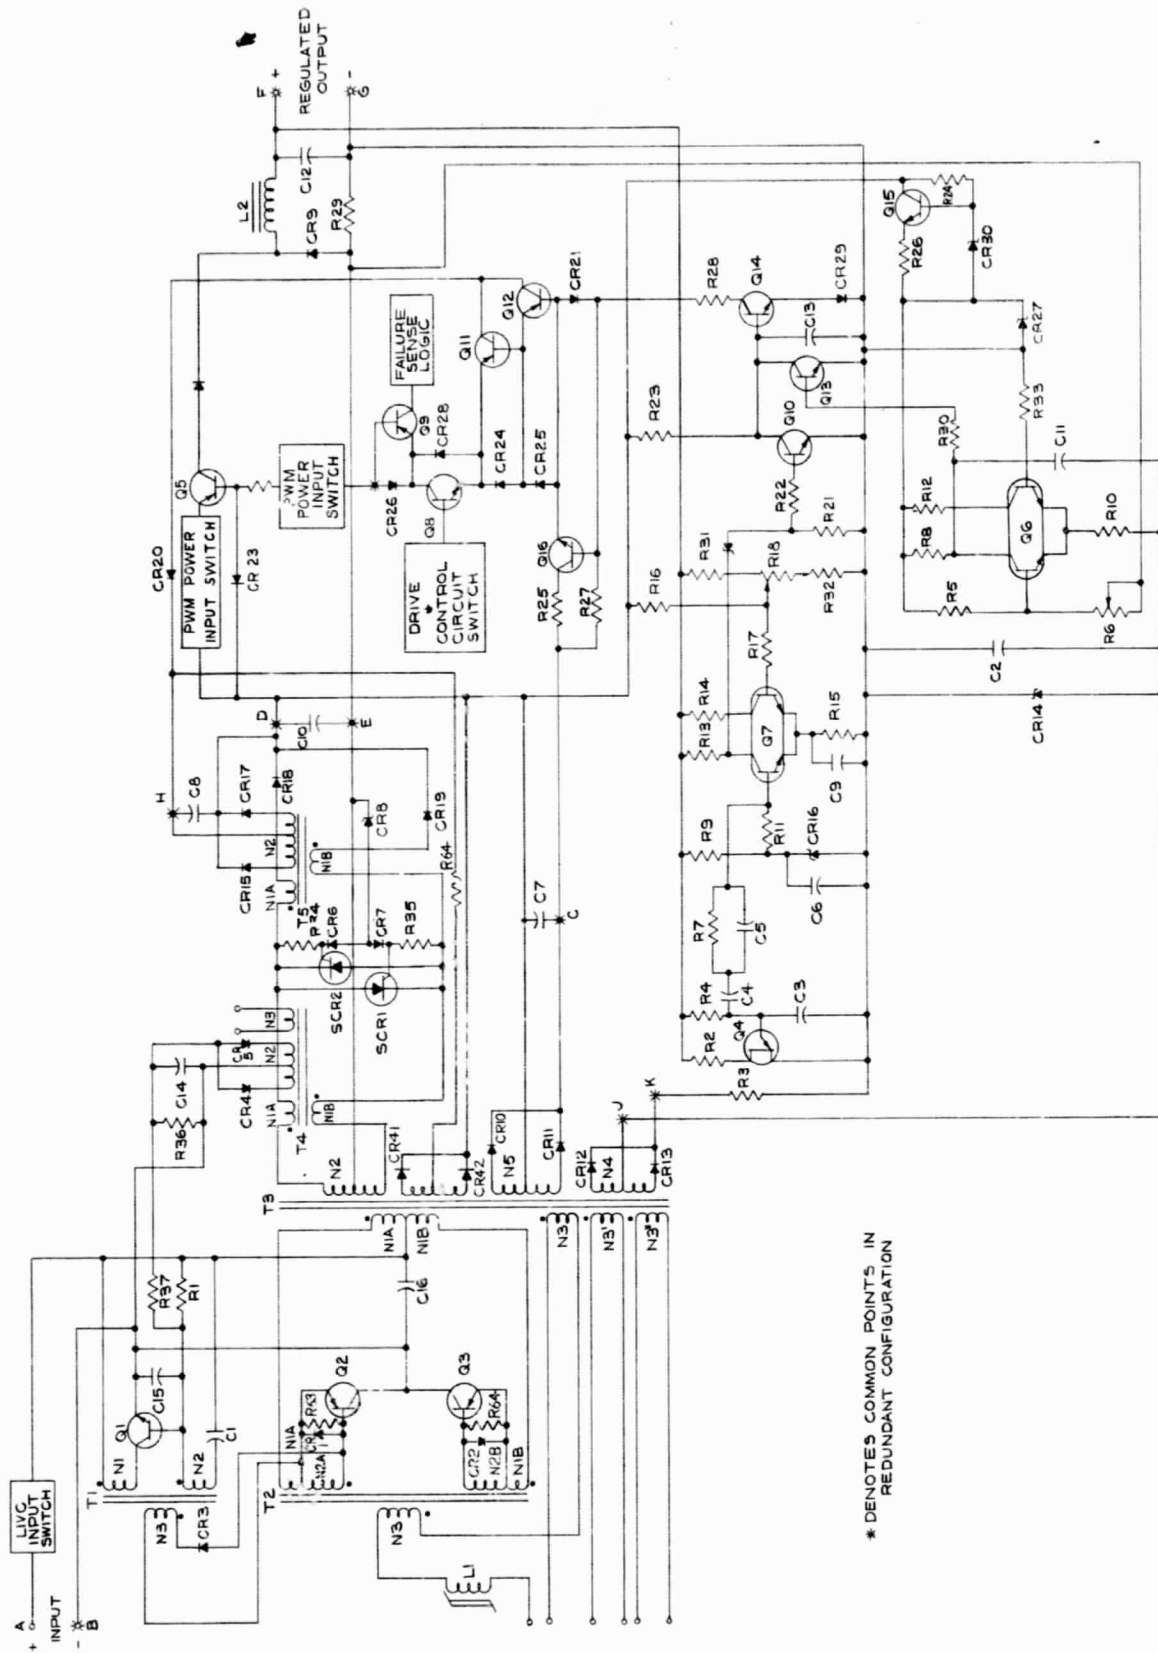 + A
INPUT
- B
LIVC
INPUT
SWITCH
T1
N1
N2
N3
CR3
Q1
C15
C1
R37
R1
R36
C14
CR4
CR
5
N1A
N2
N3
N1B
T4
T2
N1A
N2A
CR
1
R63
Q2
Q3
R64
CR2
N2B
N1B
N3
L1
C16
N1A
N1B
T3
N2
CR41
CR42
N5
CR10
CR11
CR12
N4
CR13
N3
N3'
N3"
J
K
SCR2
SCR1
R34
CR6
CR7
R35
T5
N1A
N2
N1B
CR15
CR17
C8
H
CR18
CR8
CR19
R64
C10
D
E
C7
C
CR20
PWM POWER
INPUT SWITCH
CR23
Q5
PWM
POWER
INPUT
SWITCH
DRIVE
&
CONTROL
CIRCUIT
SWITCH
CR26
Q8
Q9
CR28
FAILURE
SENSE
LOGIC
CR24
CR25
Q11
Q12
CR21
Q16
R25
R27
L2
CR9
C12
R29
F +
REGULATED
OUTPUT
- G
R2
R3
R4
Q4
C3
C4
R7
C5
C6
R9
R11
CR16
R13
R14
Q7
C9
R15
R17
R16
R31
R18
R32
R21
R22
Q10
R23
Q13
C13
Q14
R28
CR29
C2
CR14
R5
R6
R8
R12
Q6
R10
R30
C11
R33
CR27
CR30
R26
Q15
R24
* DENOTES COMMON POINTS IN
REDUNDANT CONFIGURATION